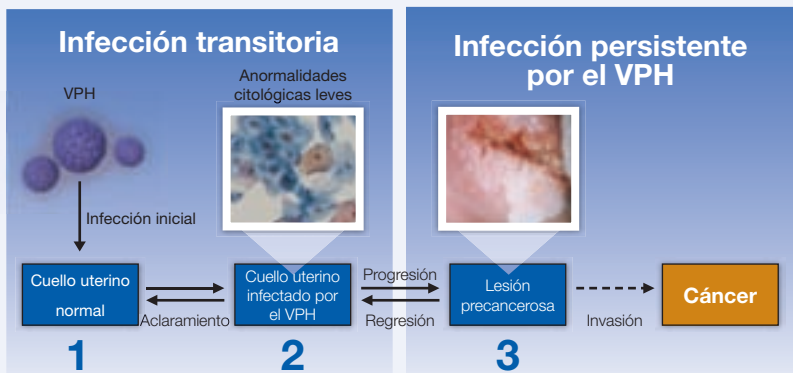 Infección transitoria
VPH
Anormalidades
citológicas leves
Infección inicial
Cuello uterino
normal
Aclaramiento
Cuello uterino
infectado por
el VPH
1
2
Infección persistente
por el VPH
Progresión
Regresión
Lesión
precancerosa
Invasión
Cáncer
3